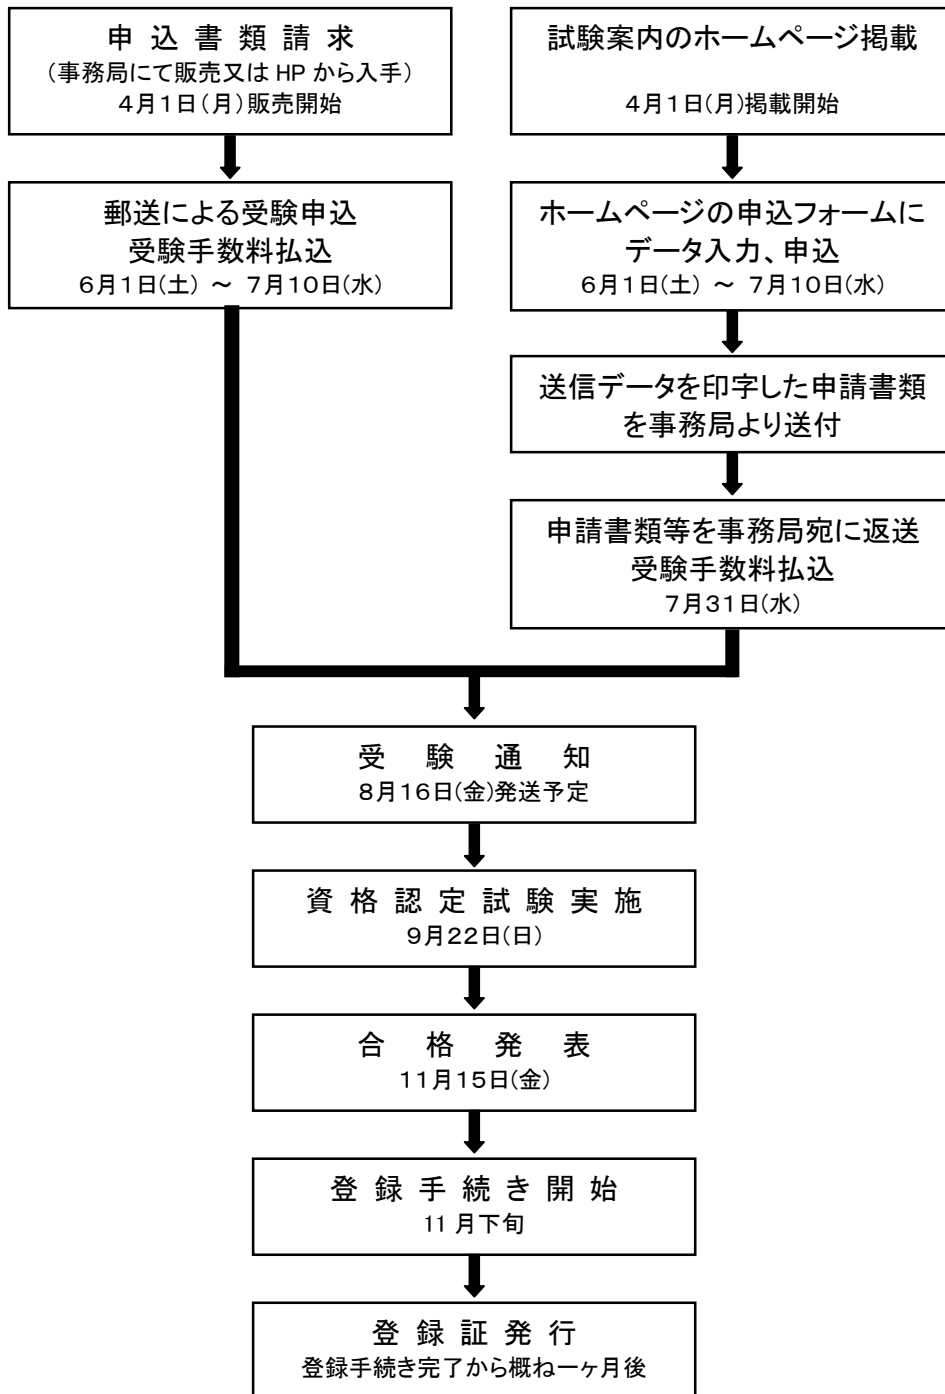 申込書類請求
(事務局にて販売又は HP から入手)
4月1日(月)販売開始
試験案内のホームページ掲載
4月1日(月)掲載開始
郵送による受験申込
受験手数料払込
6月1日(土) ～ 7月10日(水)
ホームページの申込フォームに
データ入力、申込
6月1日(土) ～ 7月10日(水)
送信データを印字した申請書類
を事務局より送付
申請書類等を事務局宛に返送
受験手数料払込
7月31日(水)
受験通知
8月16日(金)発送予定
資格認定試験実施
9月22日(日)
合格発表
11月15日(金)
登録手続き開始
11 月下旬
登録証発行
登録手続き完了から概ね一ヶ月後